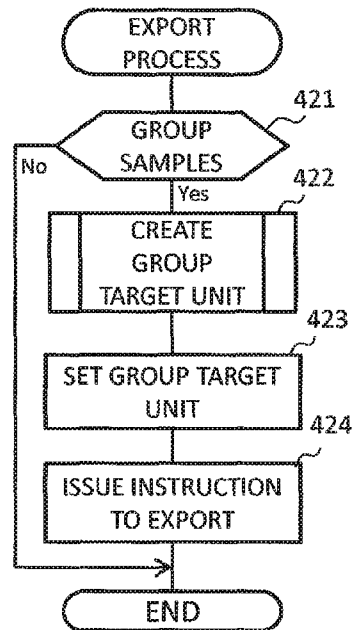 EXPORT
PROCESS
421
GROUP
SAMPLES
No
Yes
422
CREATE
GROUP
TARGET UNIT
423
SET GROUP TARGET
UNIT
424
ISSUE INSTRUCTION
TO EXPORT
END